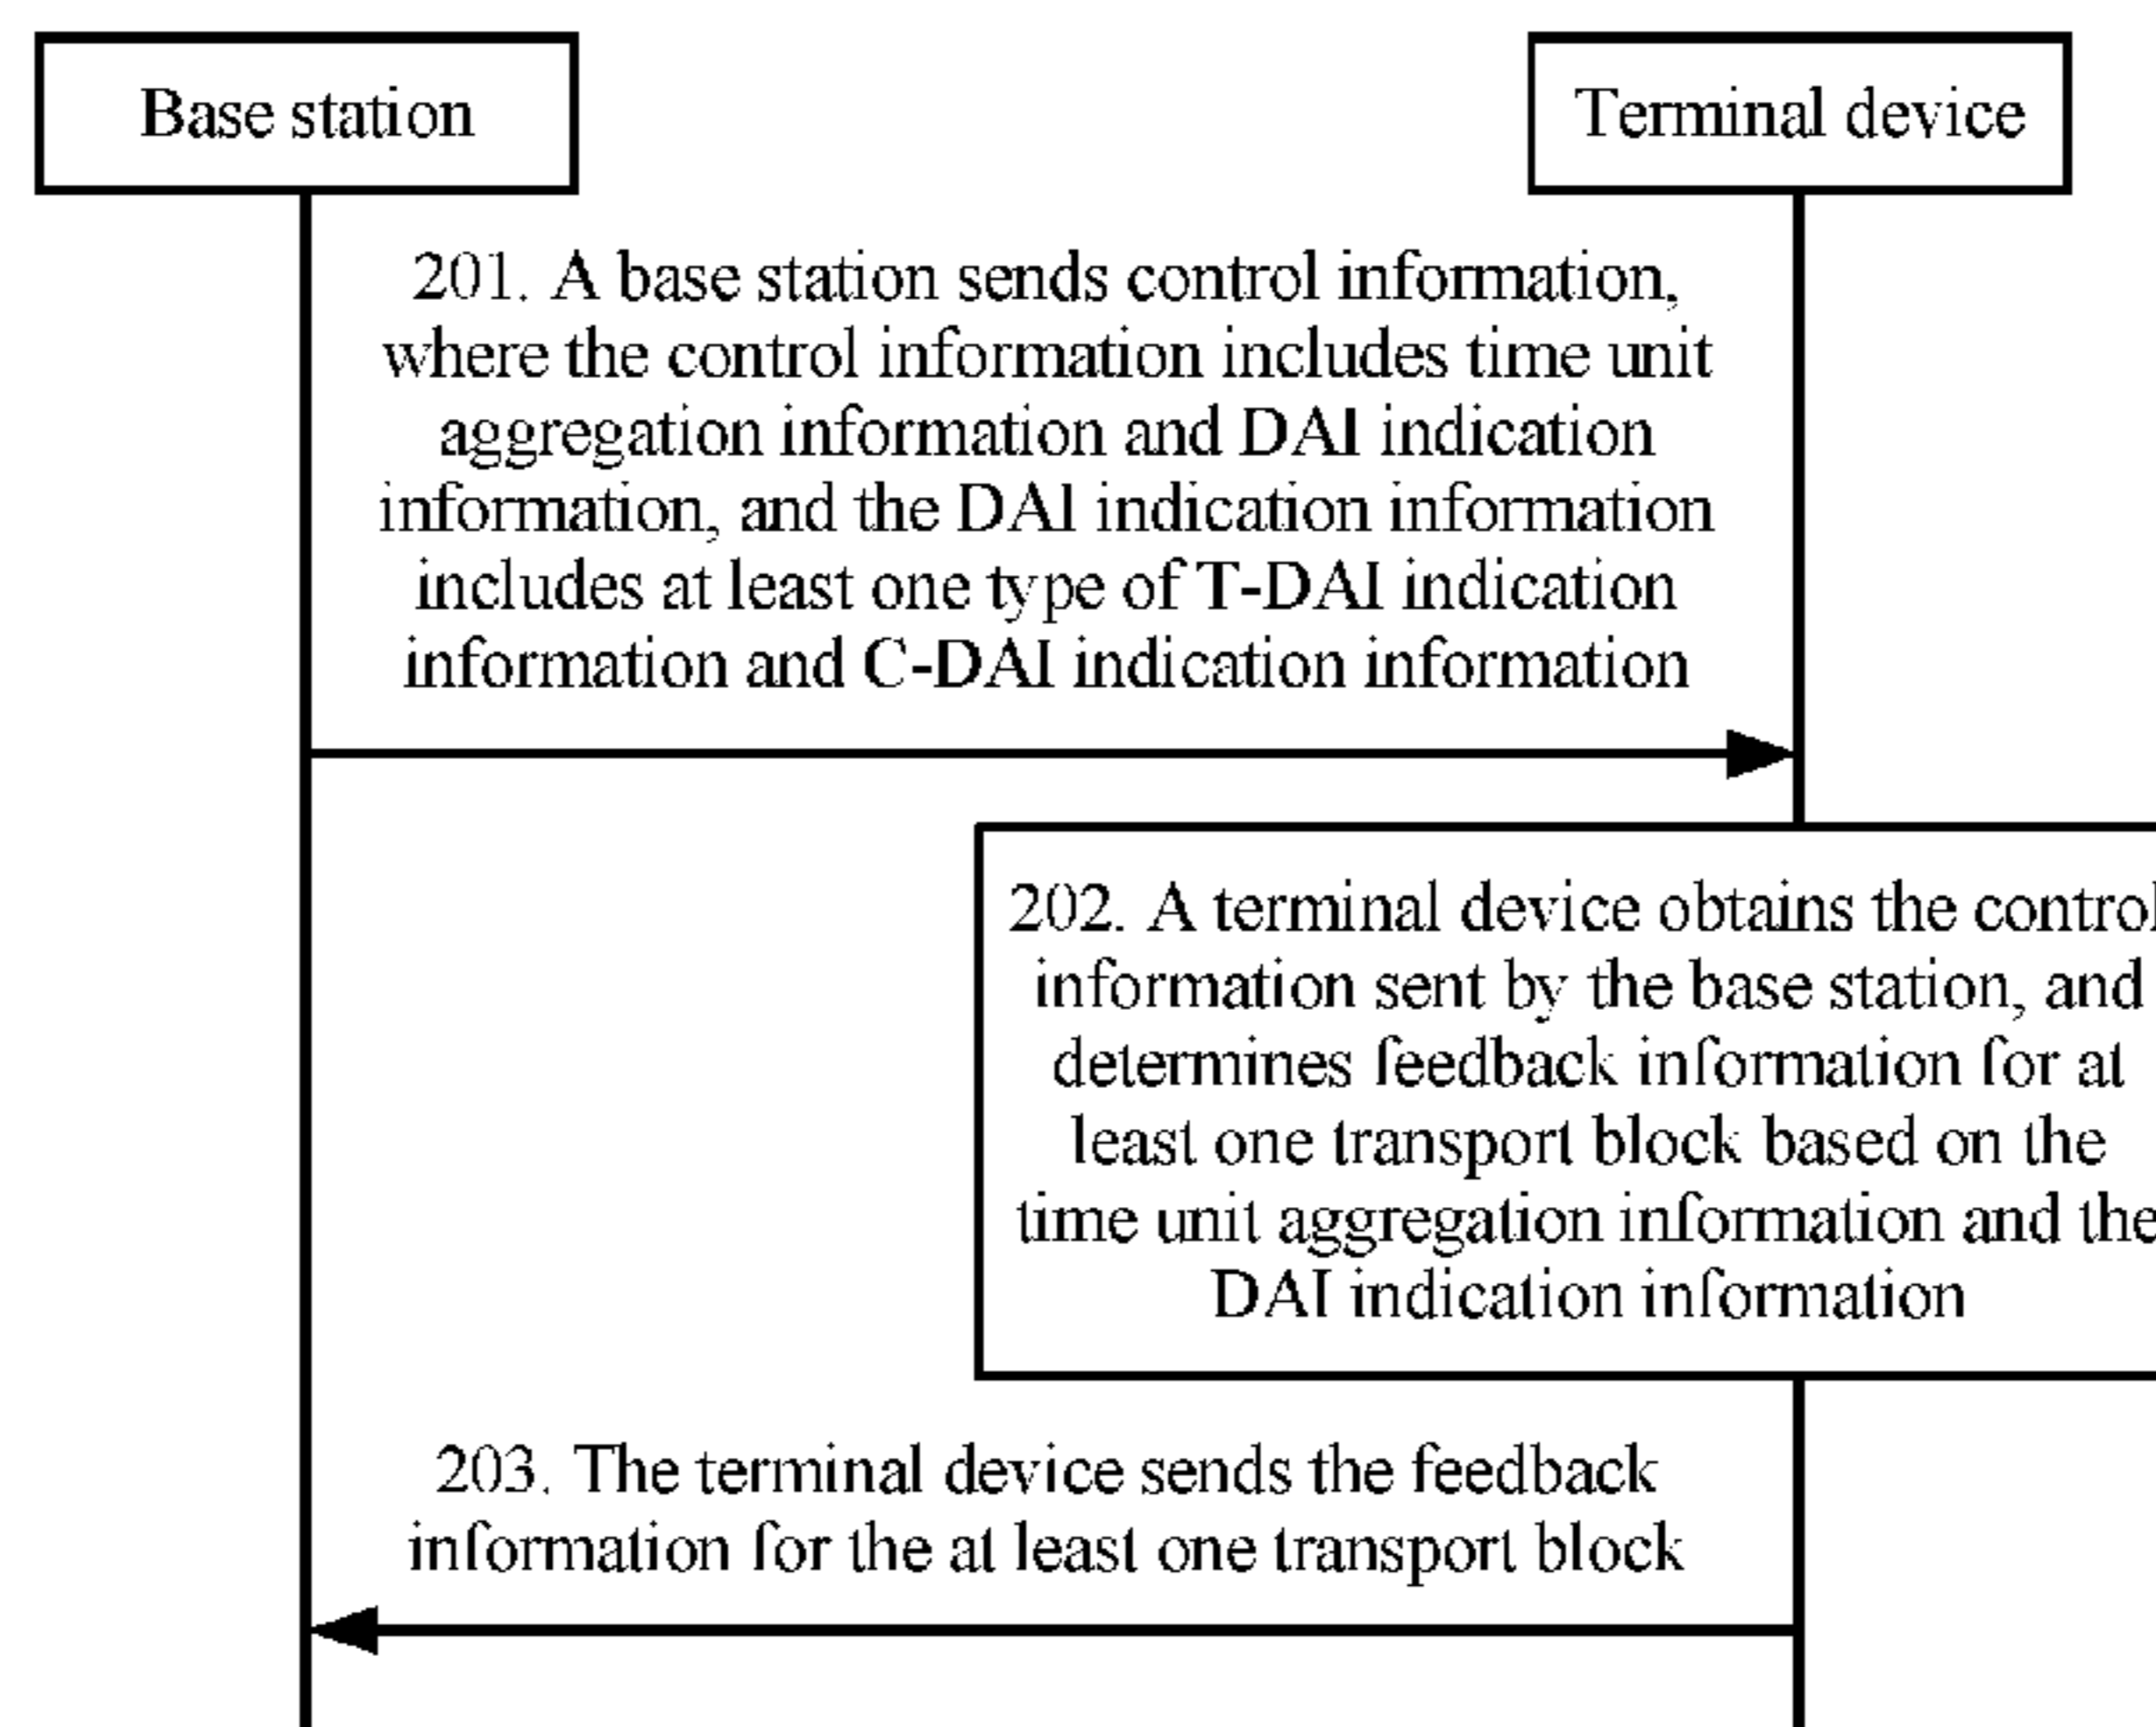 Base station
Terminal device
201. A base station sends control information,
where the control information includes time unit
aggregation information and DAI indication
information, and the DAI indication information
includes at least one type of T-DAI indication
information and C-DAI indication information
202. A terminal device obtains the control
information sent by the base station, and
determines feedback information for at
least one transport block based on the
time unit aggregation information and the
DAI indication information
203. The terminal device sends the feedback
information for the at least one transport block